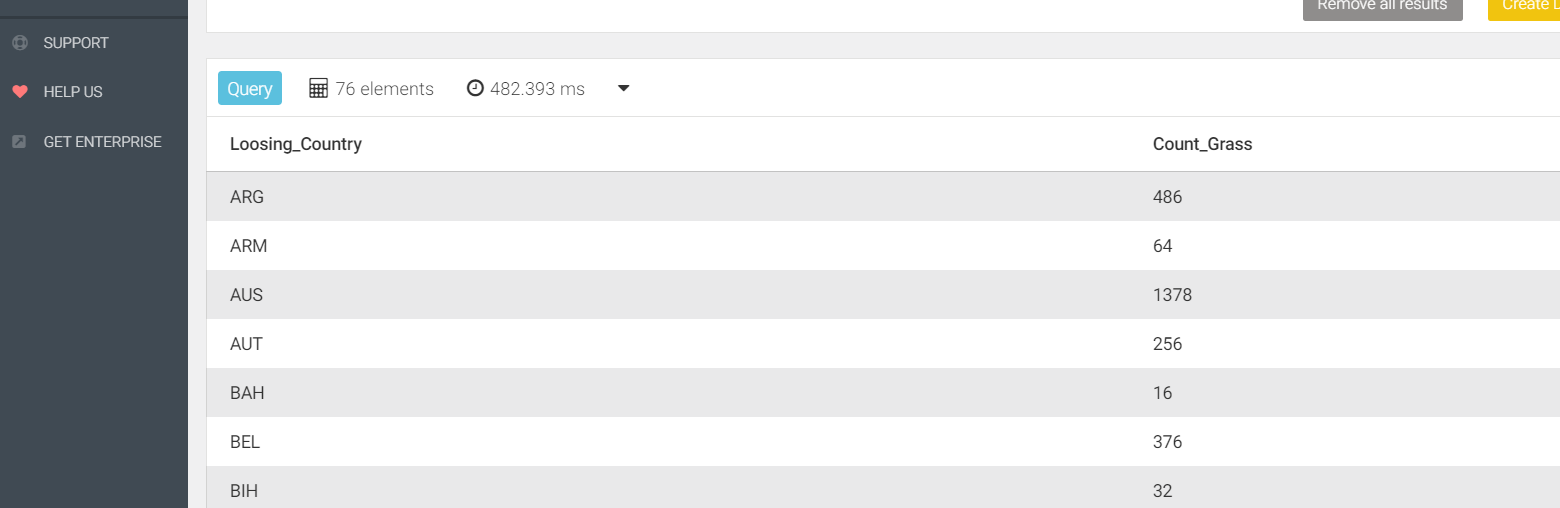 Remove all results
Create D
SUPPORT
HELP US
GET ENTERPRISE
Query 76 elements 482.393 ms
Loosing_Country Count_Grass
ARG 486
ARM 64
AUS 1378
AUT 256
BAH 16
BEL 376
BIH 32